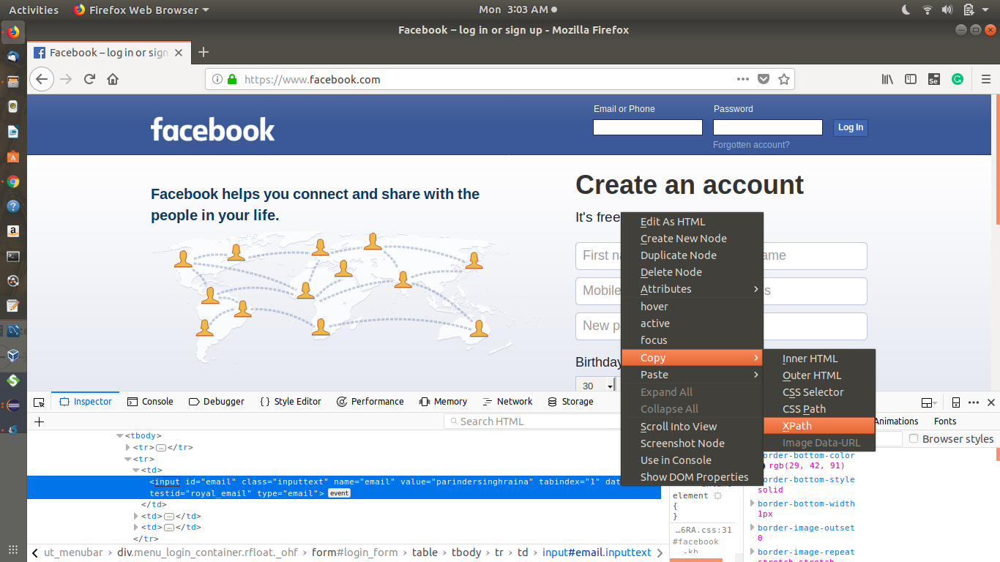 Activities Firefox Web Browser Mon 3:03 AM
Facebook – log in or sign up - Mozilla Firefox
Facebook – log in or sign
https://www.facebook.com
Se
Email or Phone Password
facebook
Log In
Forgotten account?
Create an account
Facebook helps you connect and share with the
people in your life.
It's free
First na
ame
Mobile
s
New p
Birthday
30
Edit As HTML
Create New Node
Duplicate Node
Delete Node
Attributes
hover
active
focus
Copy
Paste
Expand All
Collapse All
Scroll Into View
Screenshot Node
Use in Console
Show DOM Properties
Inner HTML
Outer HTML
CSS Selector
CSS Path
XPath
Image Data-URL
Inspector Console Debugger {} Style Editor Performance Memory Network Storage
+ Search HTML
Animations Fonts
Browser styles
<tbody>
<tr>…</tr>
<tr>
<td>
<input id="email" class="inputtext" name="email" value="parindersinghraina" tabindex="1" dat
testid="royal_email" type="email"> event
</td>
<td>…</td>
<td>…</td>
</tr>
element
{
}
…6RA.css:31
#facebook
border-bottom-color
rgb(29, 42, 91)
border-bottom-style
solid
border-bottom-width
1px
border-image-outset
0
border-image-repeat
stretch stretch
ut_menubar > div.menu_login_container.rfloat._ohf > form#login_form > table > tbody > tr > td > input#email.inputtext